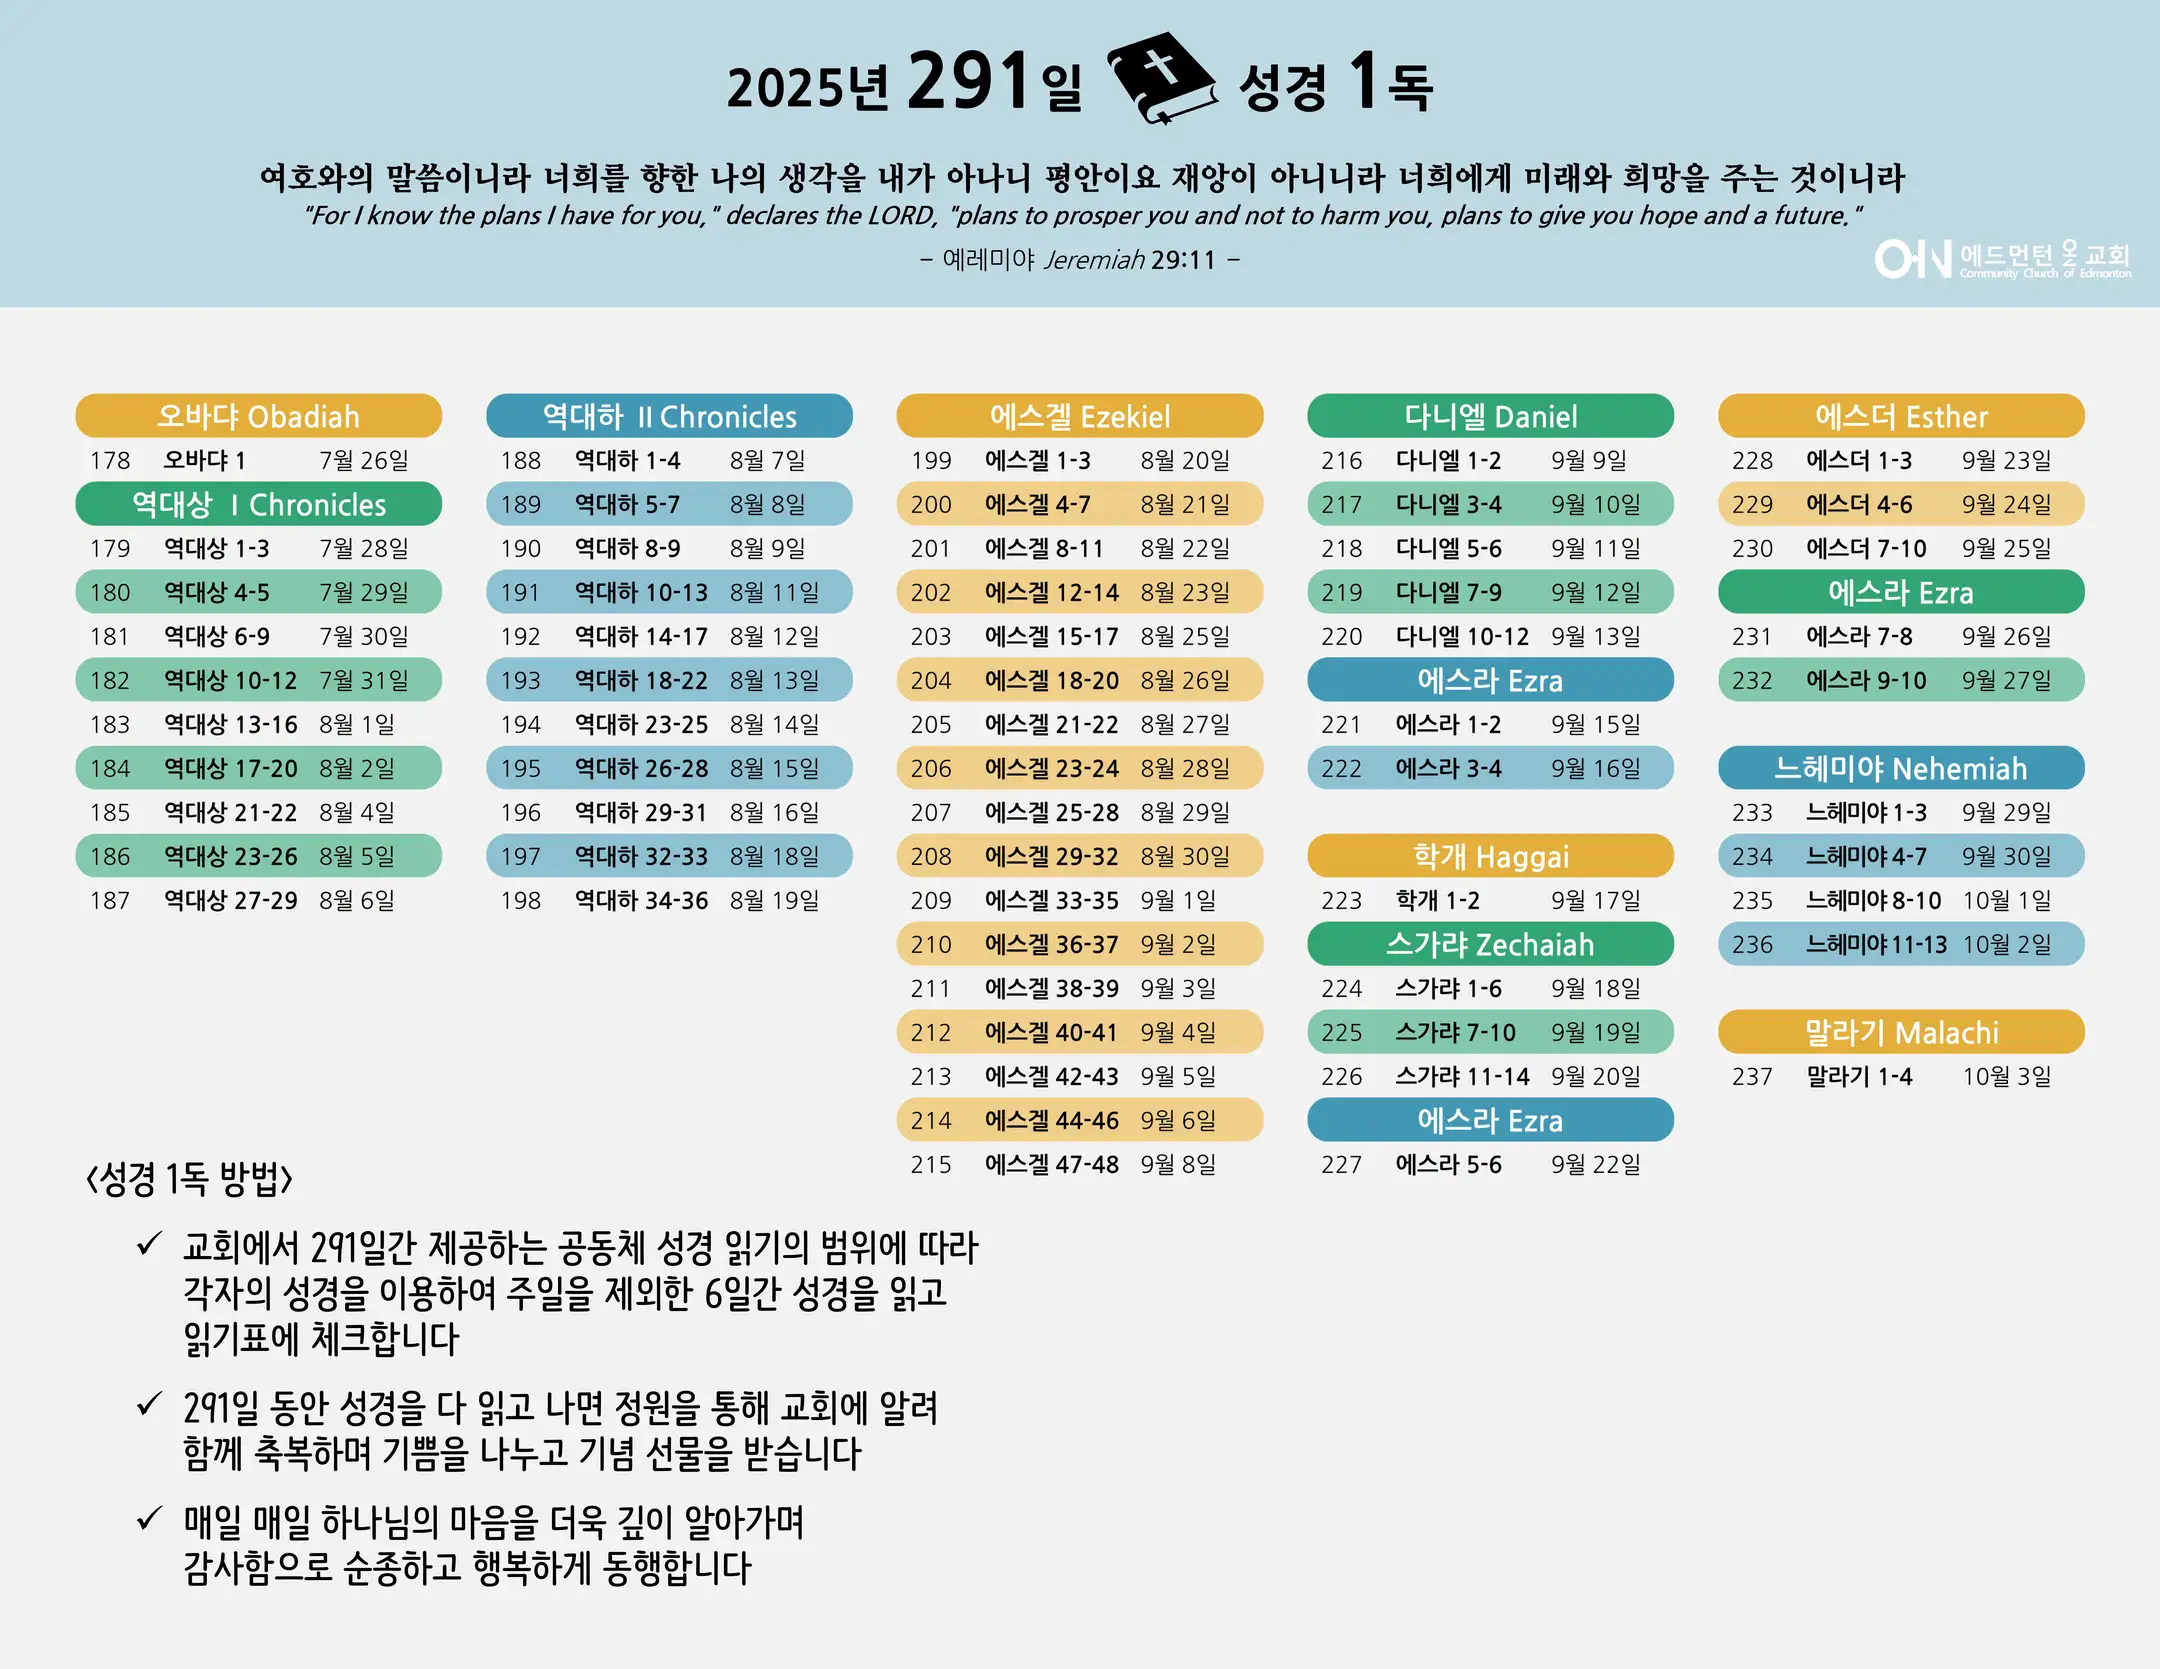 2025년 291일 성경 1독
여호와의 말씀이니라 너희를 향한 나의 생각을 내가 아나니 평안이요 재앙이 아니니라 너희에게 미래와 희망을 주는 것이니라
"For I know the plans I have for you," declares the LORD, "plans to prosper you and not to harm you, plans to give you hope and a future."
- 예레미야 Jeremiah 29:11 -
OHN 에드먼턴 온 교회
Community Church of Edmonton
오바댜 Obadiah
178 오바댜 1 7월 26일
역대상 I Chronicles
179 역대상 1-3 7월 28일
180 역대상 4-5 7월 29일
181 역대상 6-9 7월 30일
182 역대상 10-12 7월 31일
183 역대상 13-16 8월 1일
184 역대상 17-20 8월 2일
185 역대상 21-22 8월 4일
186 역대상 23-26 8월 5일
187 역대상 27-29 8월 6일
역대하 II Chronicles
188 역대하 1-4 8월 7일
189 역대하 5-7 8월 8일
190 역대하 8-9 8월 9일
191 역대하 10-13 8월 11일
192 역대하 14-17 8월 12일
193 역대하 18-22 8월 13일
194 역대하 23-25 8월 14일
195 역대하 26-28 8월 15일
196 역대하 29-31 8월 16일
197 역대하 32-33 8월 18일
198 역대하 34-36 8월 19일
에스겔 Ezekiel
199 에스겔 1-3 8월 20일
200 에스겔 4-7 8월 21일
201 에스겔 8-11 8월 22일
202 에스겔 12-14 8월 23일
203 에스겔 15-17 8월 25일
204 에스겔 18-20 8월 26일
205 에스겔 21-22 8월 27일
206 에스겔 23-24 8월 28일
207 에스겔 25-28 8월 29일
208 에스겔 29-32 8월 30일
209 에스겔 33-35 9월 1일
210 에스겔 36-37 9월 2일
211 에스겔 38-39 9월 3일
212 에스겔 40-41 9월 4일
213 에스겔 42-43 9월 5일
214 에스겔 44-46 9월 6일
215 에스겔 47-48 9월 8일
다니엘 Daniel
216 다니엘 1-2 9월 9일
217 다니엘 3-4 9월 10일
218 다니엘 5-6 9월 11일
219 다니엘 7-9 9월 12일
220 다니엘 10-12 9월 13일
에스라 Ezra
221 에스라 1-2 9월 15일
222 에스라 3-4 9월 16일
학개 Haggai
223 학개 1-2 9월 17일
스가랴 Zechaiah
224 스가랴 1-6 9월 18일
225 스가랴 7-10 9월 19일
226 스가랴 11-14 9월 20일
에스라 Ezra
227 에스라 5-6 9월 22일
에스더 Esther
228 에스더 1-3 9월 23일
229 에스더 4-6 9월 24일
230 에스더 7-10 9월 25일
에스라 Ezra
231 에스라 7-8 9월 26일
232 에스라 9-10 9월 27일
느헤미야 Nehemiah
233 느헤미야 1-3 9월 29일
234 느헤미야 4-7 9월 30일
235 느헤미야 8-10 10월 1일
236 느헤미야 11-13 10월 2일
말라기 Malachi
237 말라기 1-4 10월 3일
<성경 1독 방법>
✓ 교회에서 291일간 제공하는 공동체 성경 읽기의 범위에 따라
각자의 성경을 이용하여 주일을 제외한 6일간 성경을 읽고
읽기표에 체크합니다
✓ 291일 동안 성경을 다 읽고 나면 정원을 통해 교회에 알려
함께 축복하며 기쁨을 나누고 기념 선물을 받습니다
✓ 매일 매일 하나님의 마음을 더욱 깊이 알아가며
감사함으로 순종하고 행복하게 동행합니다